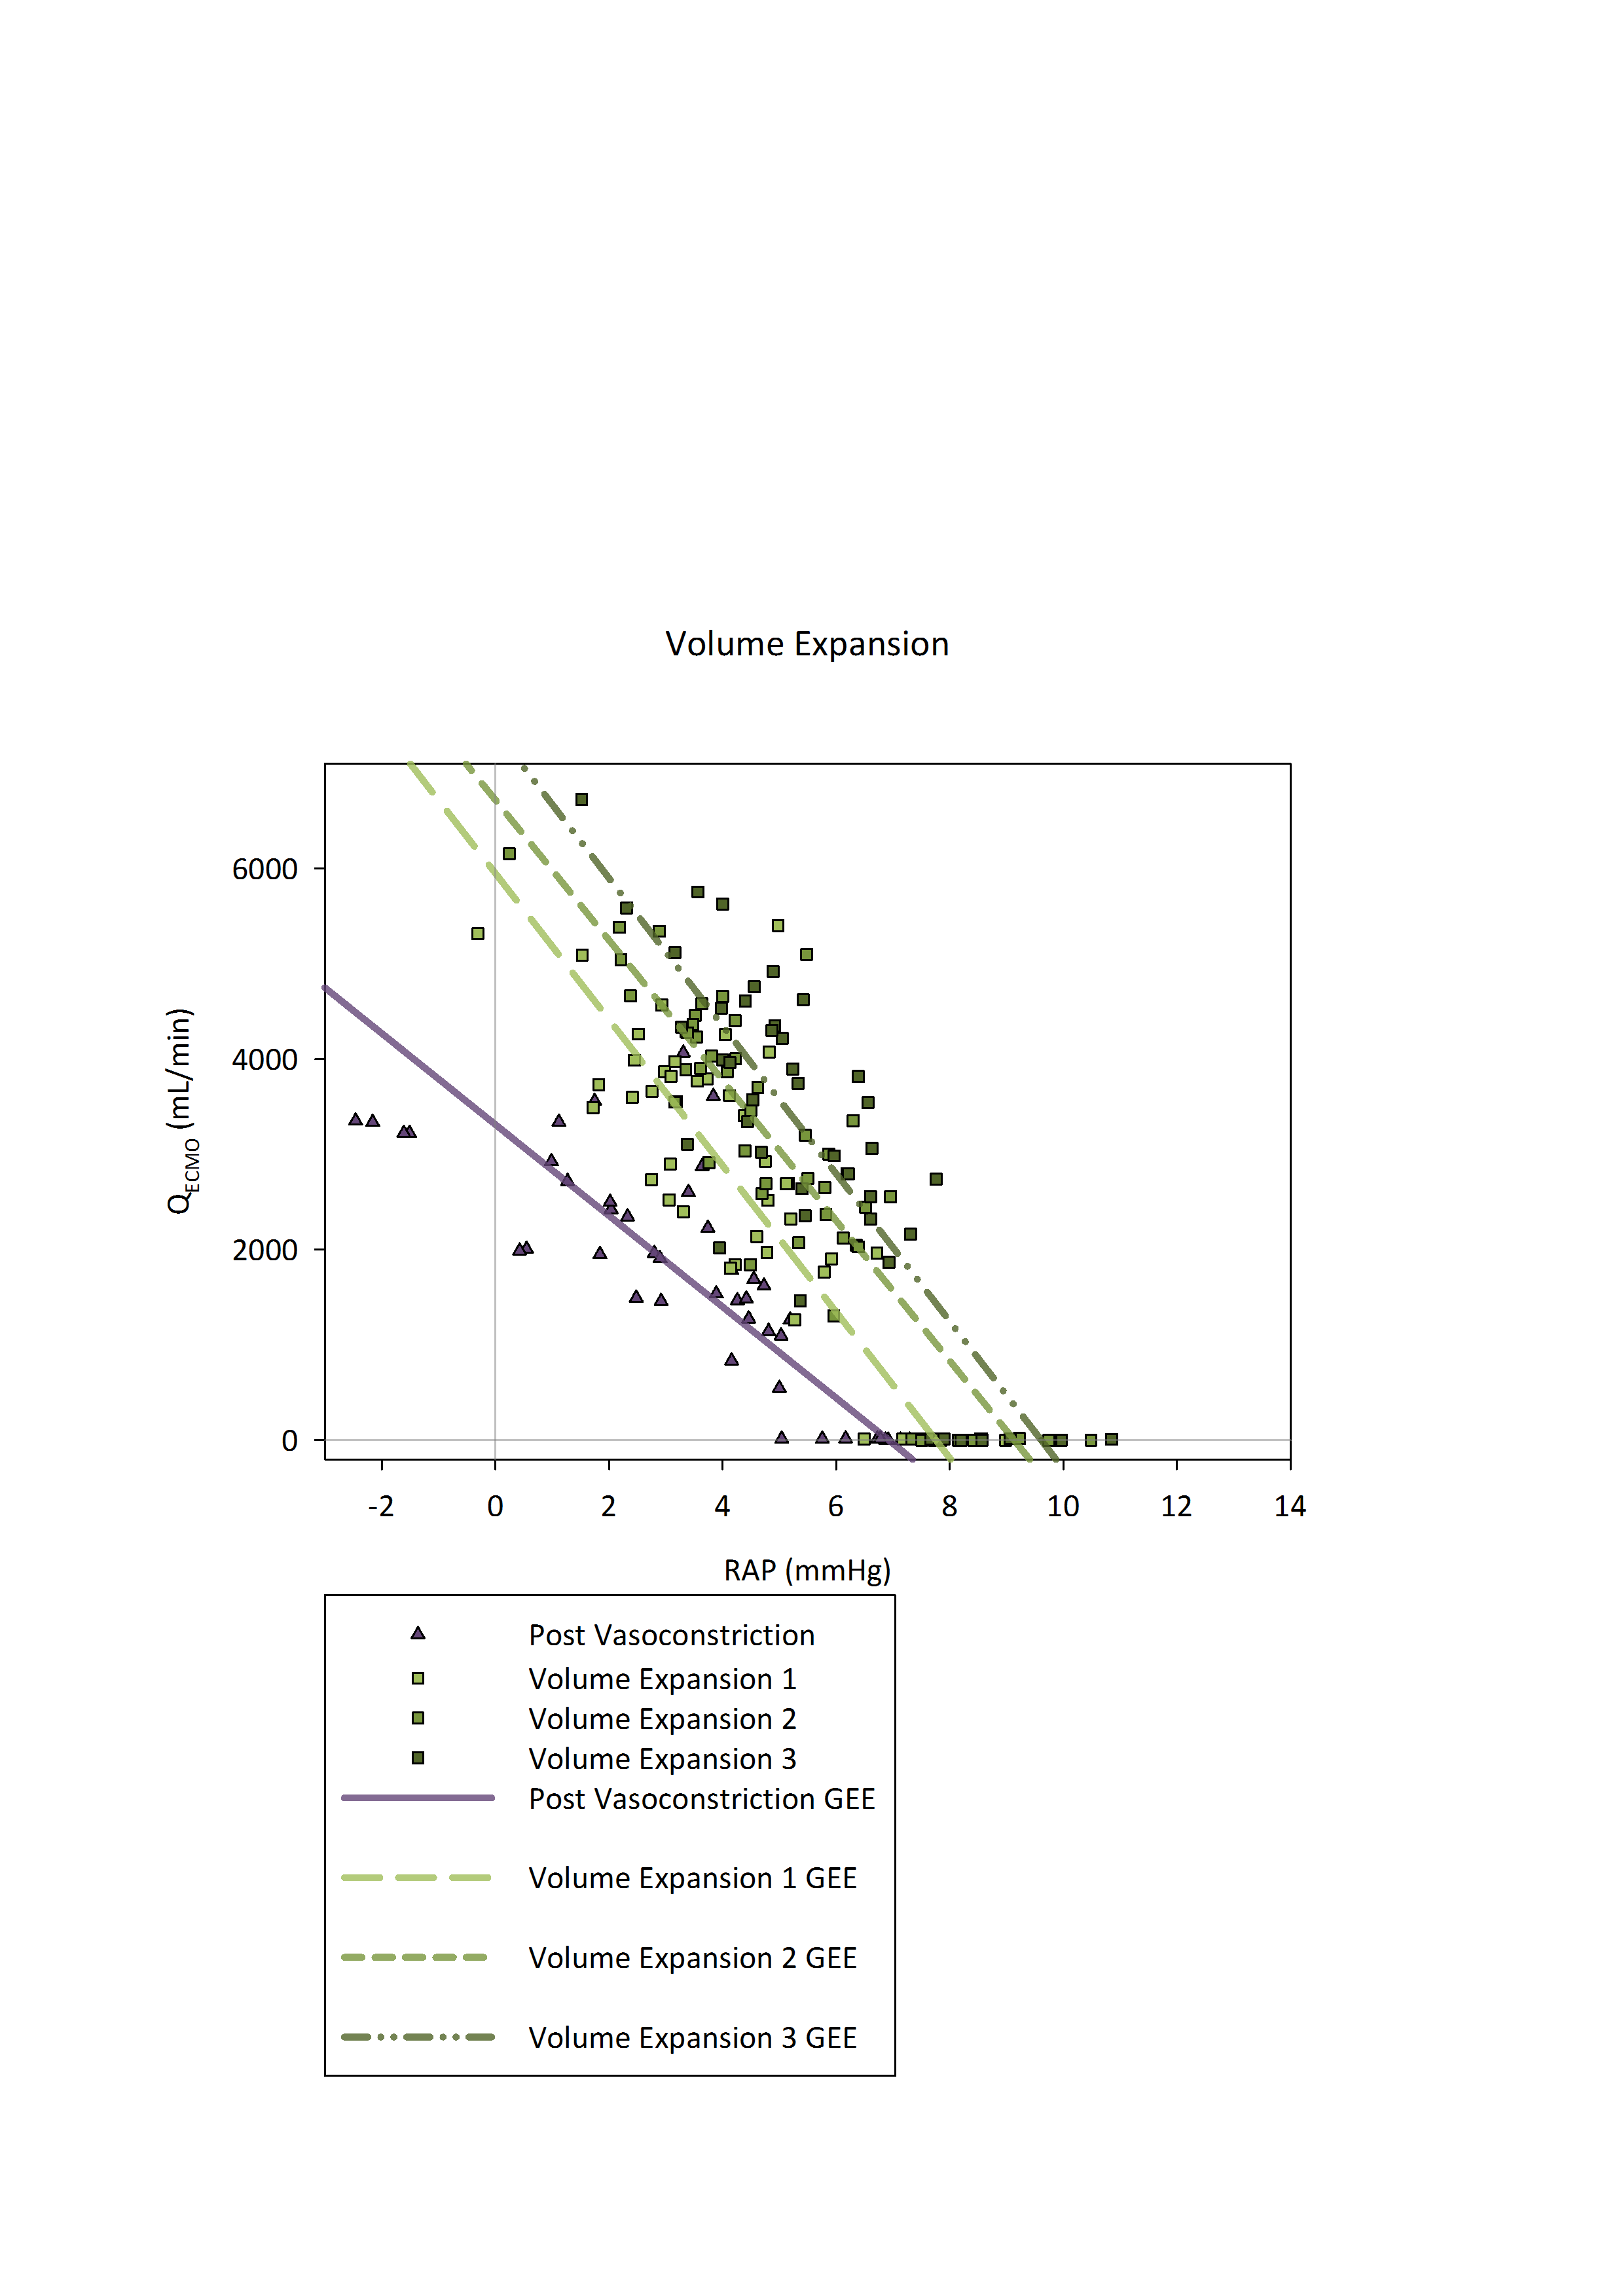 Volume Expansion
6000
4000
2000
0
Q_ECMO (mL/min)
-2 0 2 4 6 8 10 12 14
RAP (mmHg)
Post Vasoconstriction
Volume Expansion 1
Volume Expansion 2
Volume Expansion 3
Post Vasoconstriction GEE
Volume Expansion 1 GEE
Volume Expansion 2 GEE
Volume Expansion 3 GEE